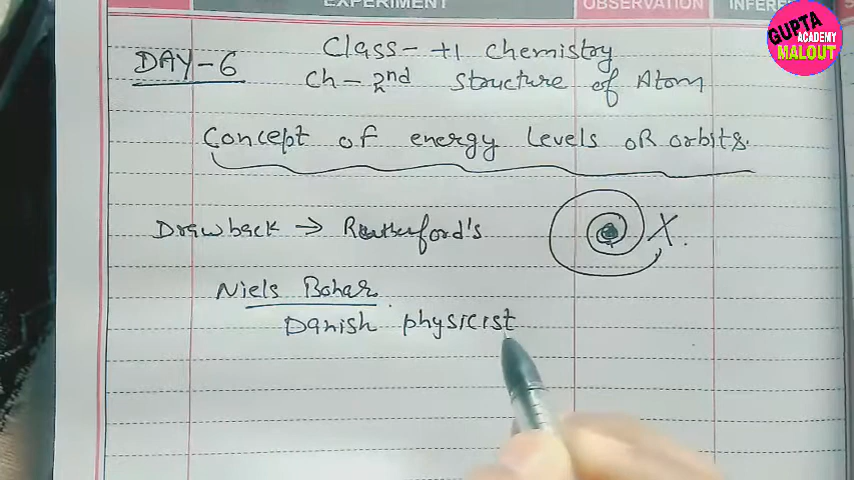 EXPERIMENT OBSERVATION
GUPTA
ACADEMY
MALOUT
DAY-6 Class- +1 Chemistry
Ch - 2nd Structure of Atom
Concept of energy levels oR orbits.
Drawback → Rutherford's X.
Niels Bohar.
Danish physicist